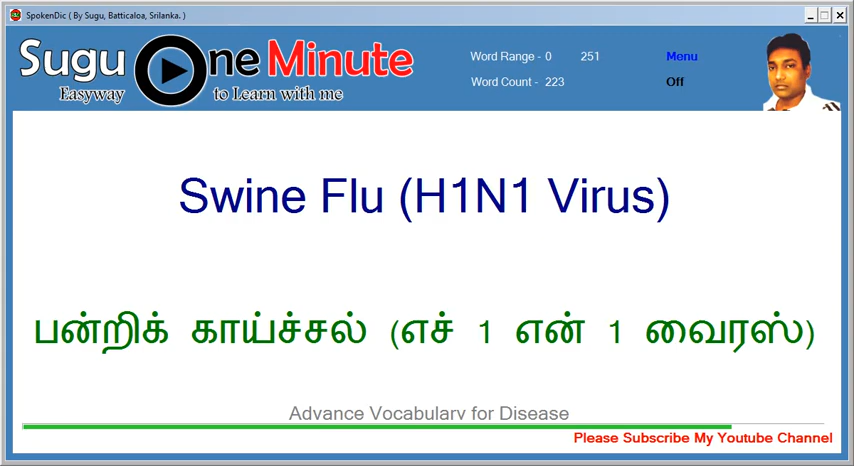 SpokenDic ( By Sugu, Batticaloa, Srilanka. )
Sugu One Minute
Easyway to Learn with me
Word Range - 0 251
Word Count - 223
Menu
Off
Swine Flu (H1N1 Virus)
பன்றிக் காய்ச்சல் (எச் 1 என் 1 வைரஸ்)
Advance Vocabulary for Disease
Please Subscribe My Youtube Channel